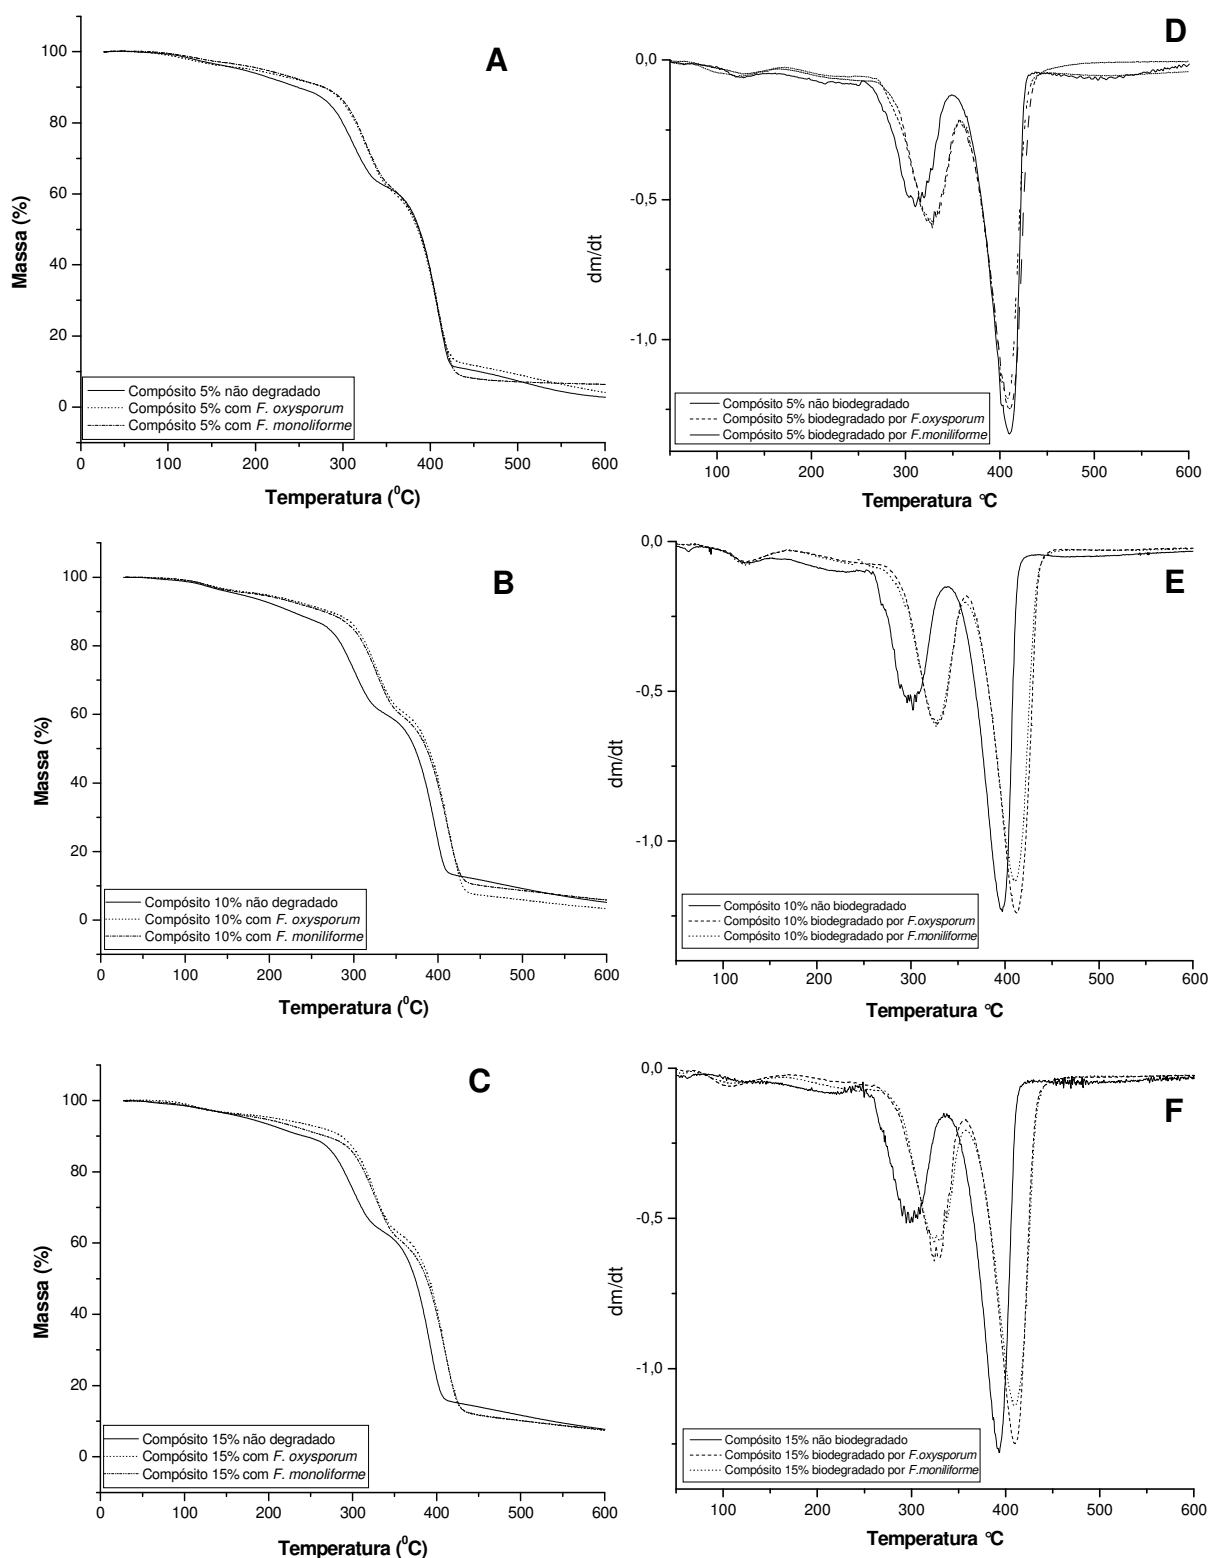 A
100
80
60
40
20
0
Massa (%)
Compósito 5% não degradado
Compósito 5% com F. oxysporum
Compósito 5% com F. monoliforme
0 100 200 300 400 500 600
Temperatura (⁰C)
D
0,0
-0,5
-1,0
dm/dt
Compósito 5% não biodegradado
Compósito 5% biodegradado por F.oxysporum
Compósito 5% biodegradado por F.moniliforme
100 200 300 400 500 600
Temperatura °C
B
100
80
60
40
20
0
Massa (%)
Compósito 10% não degradado
Compósito 10% com F. oxysporum
Compósito 10% com F. moniliforme
0 100 200 300 400 500 600
Temperatura (⁰C)
E
0,0
-0,5
-1,0
dm/dt
Compósito 10% não biodegradado
Compósito 10% biodegradado por F.oxysporum
Compósito 10% biodegradado por F.moniliforme
100 200 300 400 500 600
Temperatura °C
C
100
80
60
40
20
0
Massa (%)
Compósito 15% não degradado
Compósito 15% com F. oxysporum
Compósito 15% com F. monoliforme
0 100 200 300 400 500 600
Temperatura (⁰C)
F
0,0
-0,5
-1,0
dm/dt
Compósito 15% não biodegradado
Compósito 15% biodegradado por F.oxysporum
Compósito 15% biodegradado por F.moniliforme
100 200 300 400 500 600
Temperatura °C